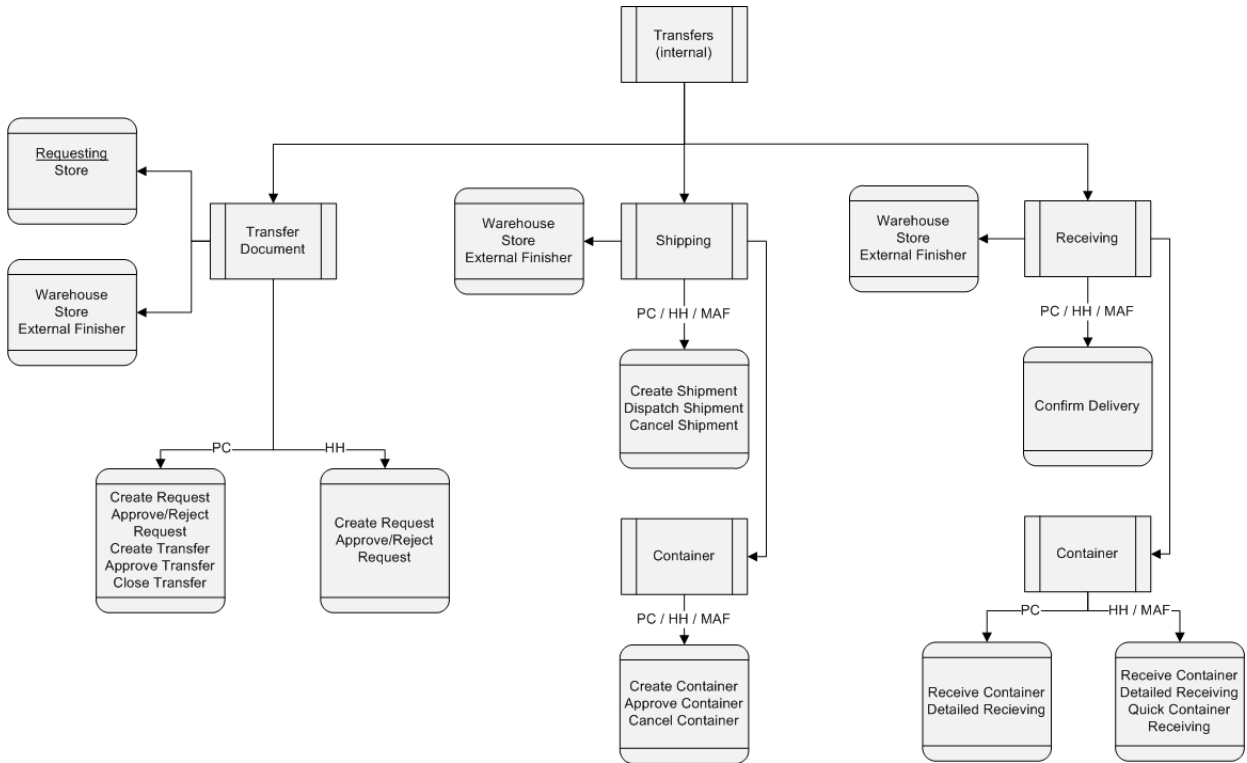 Transfers
(internal)
Requesting
Store
Warehouse
Store
External Finisher
Transfer
Document
PC
HH
Create Request
Approve/Reject
Request
Create Transfer
Approve Transfer
Close Transfer
Create Request
Approve/Reject
Request
Warehouse
Store
External Finisher
Shipping
PC / HH / MAF
Create Shipment
Dispatch Shipment
Cancel Shipment
Container
PC / HH / MAF
Create Container
Approve Container
Cancel Container
Warehouse
Store
External Finisher
Receiving
PC / HH / MAF
Confirm Delivery
Container
PC
HH / MAF
Receive Container
Detailed Recieving
Receive Container
Detailed Receiving
Quick Container
Receiving